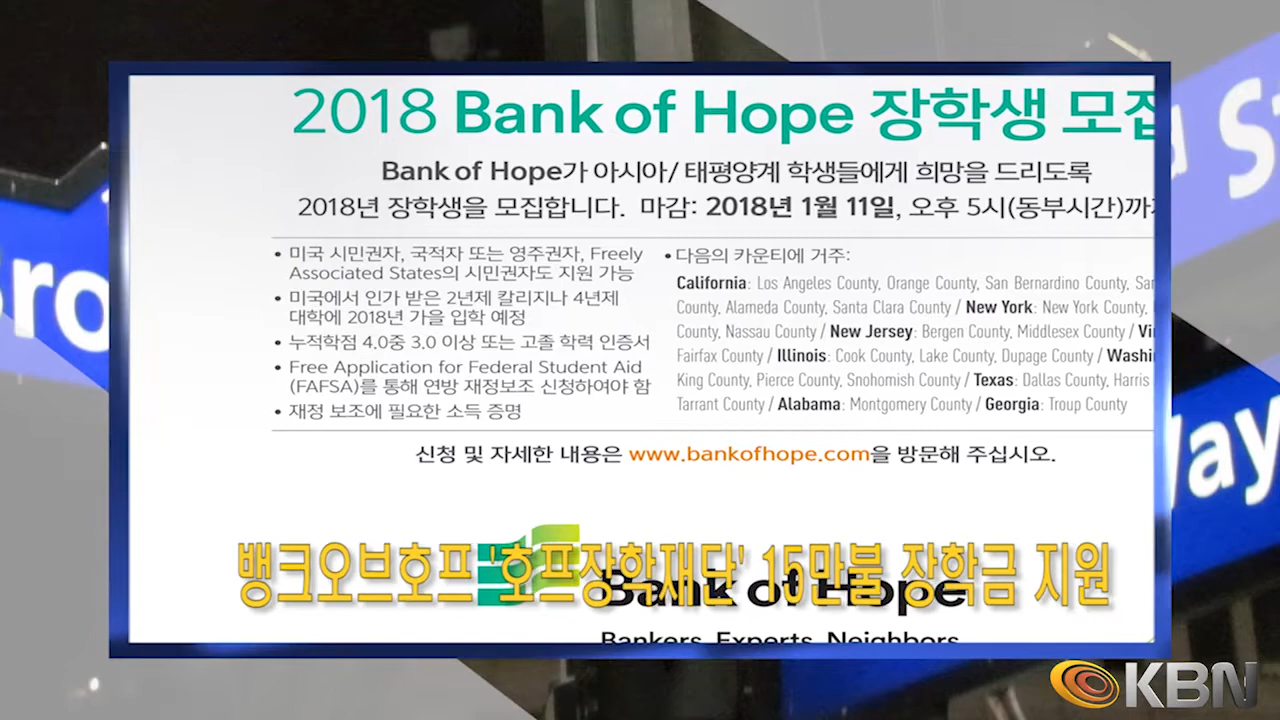 2018 Bank of Hope 장학생 모집
Bank of Hope가 아시아/ 태평양계 학생들에게 희망을 드리도록
2018년 장학생을 모집합니다. 마감: 2018년 1월 11일, 오후 5시(동부시간)까지
• 미국 시민권자, 국적자 또는 영주권자, Freely
Associated States의 시민권자도 지원 가능
• 미국에서 인가 받은 2년제 칼리지나 4년제
대학에 2018년 가을 입학 예정
• 누적학점 4.0중 3.0 이상 또는 고졸 학력 인증서
• Free Application for Federal Student Aid
(FAFSA)를 통해 연방 재정보조 신청하여야 함
• 재정 보조에 필요한 소득 증명
• 다음의 카운티에 거주:
California: Los Angeles County, Orange County, San Bernardino County,
County, Alameda County, Santa Clara County / New York: New York County,
County, Nassau County / New Jersey: Bergen County, Middlesex County /
Fairfax County / Illinois: Cook County, Lake County, Dupage County /
King County, Pierce County, Snohomish County / Texas: Dallas County, Harris
Tarrant County / Alabama: Montgomery County / Georgia: Troup County
신청 및 자세한 내용은 www.bankofhope.com을 방문해 주십시오.
뱅크오브호프 '호프장학재단' 15만불 장학금 지원
Bank of Hope
Bankers. Experts. Neighbors.
KBN